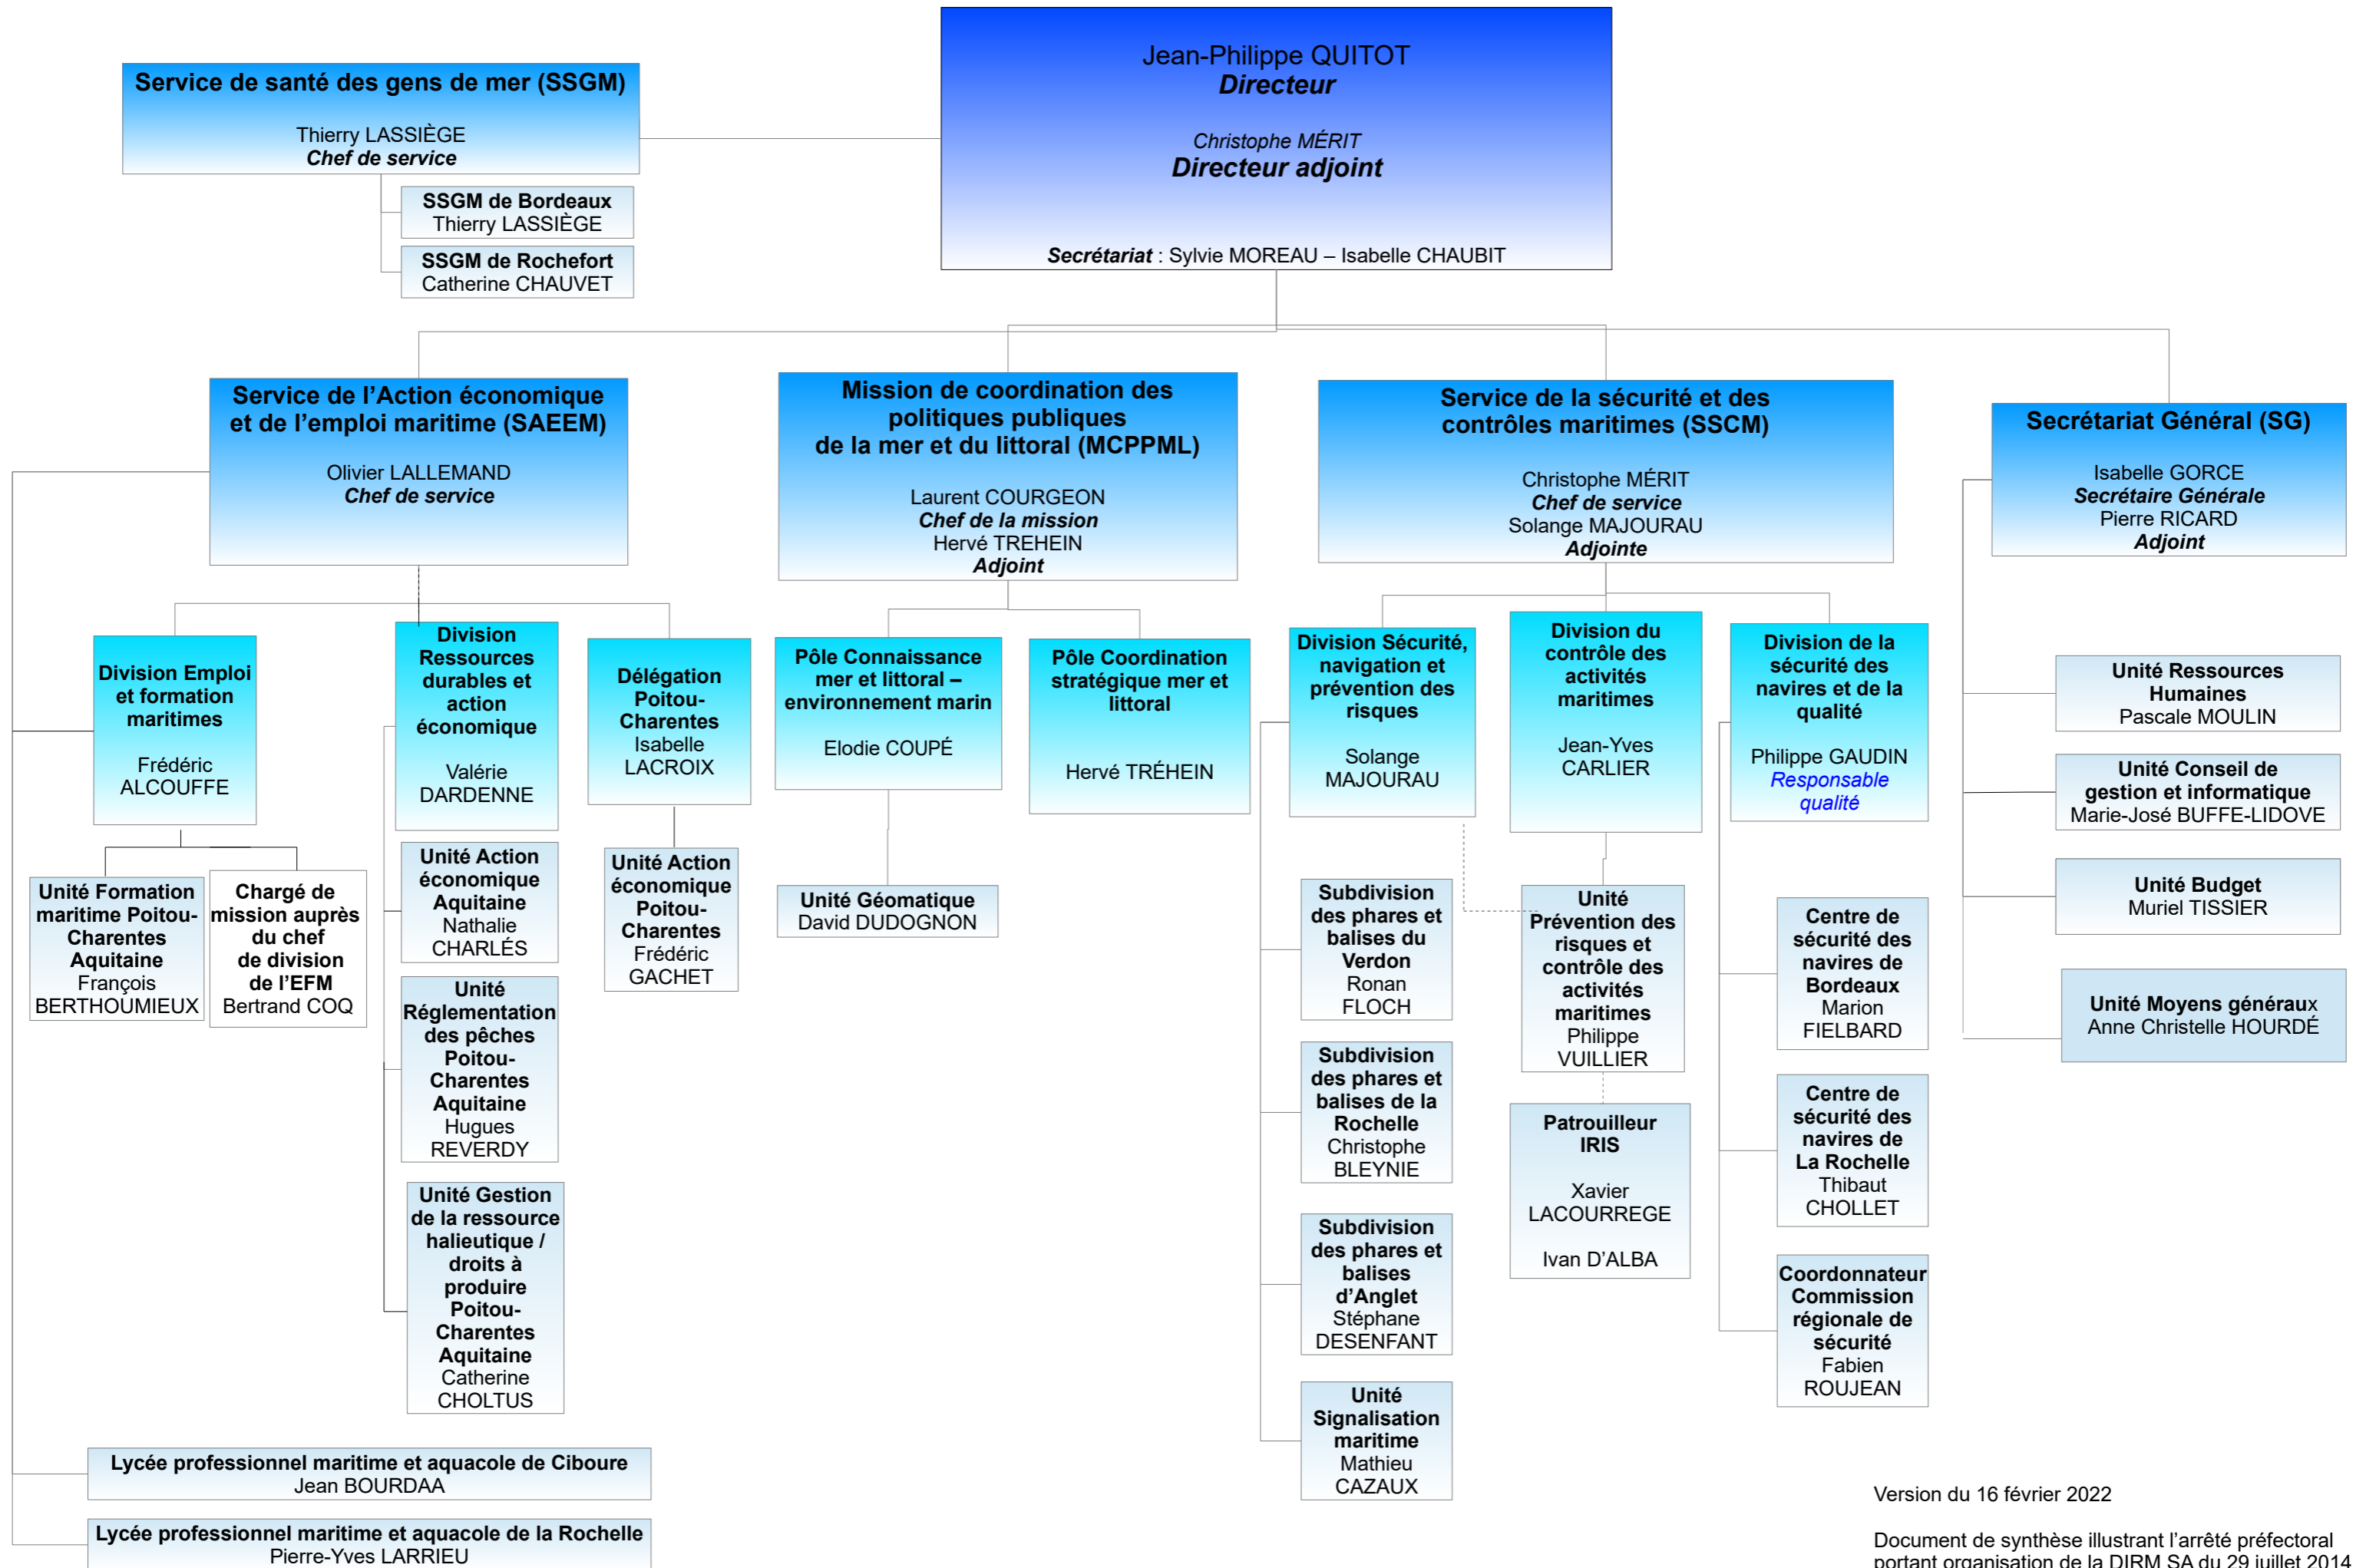 Jean-Philippe QUITOT
Directeur
Christophe MÉRIT
Directeur adjoint
Secrétariat : Sylvie MOREAU – Isabelle CHAUBIT
Service de santé des gens de mer (SSGM)
Thierry LASSIÈGE
Chef de service
SSGM de Bordeaux
Thierry LASSIÈGE
SSGM de Rochefort
Catherine CHAUVET
Service de l’Action économique
et de l’emploi maritime (SAEEM)
Olivier LALLEMAND
Chef de service
Mission de coordination des
politiques publiques
de la mer et du littoral (MCPPML)
Laurent COURGEON
Chef de la mission
Hervé TREHEIN
Adjoint
Service de la sécurité et des
contrôles maritimes (SSCM)
Christophe MÉRIT
Chef de service
Solange MAJOURAU
Adjointe
Secrétariat Général (SG)
Isabelle GORCE
Secrétaire Générale
Pierre RICARD
Adjoint
Division Emploi
et formation
maritimes
Frédéric
ALCOUFFE
Division
Ressources
durables et
action
économique
Valérie
DARDENNE
Délégation
Poitou-
Charentes
Isabelle
LACROIX
Pôle Connaissance
mer et littoral –
environnement marin
Elodie COUPÉ
Pôle Coordination
stratégique mer et
littoral
Hervé TRÉHEIN
Division Sécurité,
navigation et
prévention des
risques
Solange
MAJOURAU
Division du
contrôle des
activités
maritimes
Jean-Yves
CARLIER
Division de la
sécurité des
navires et de la
qualité
Philippe GAUDIN
Responsable
qualité
Unité Ressources
Humaines
Pascale MOULIN
Unité Conseil de
gestion et informatique
Marie-José BUFFE-LIDOVE
Unité Budget
Muriel TISSIER
Unité Moyens généraux
Anne Christelle HOURDÉ
Unité Formation
maritime Poitou-
Charentes
Aquitaine
François
BERTHOUMIEUX
Chargé de
mission auprès
du chef
de division
de l’EFM
Bertrand COQ
Unité Action
économique
Aquitaine
Nathalie
CHARLÉS
Unité
Réglementation
des pêches
Poitou-
Charentes
Aquitaine
Hugues
REVERDY
Unité Gestion
de la ressource
halieutique /
droits à
produire
Poitou-
Charentes
Aquitaine
Catherine
CHOLTUS
Unité Action
économique
Poitou-
Charentes
Frédéric
GACHET
Unité Géomatique
David DUDOGNON
Subdivision
des phares et
balises du
Verdon
Ronan
FLOCH
Subdivision
des phares et
balises de la
Rochelle
Christophe
BLEYNIE
Subdivision
des phares et
balises
d’Anglet
Stéphane
DESENFANT
Unité
Signalisation
maritime
Mathieu
CAZAUX
Unité
Prévention des
risques et
contrôle des
activités
maritimes
Philippe
VUILLIER
Patrouilleur
IRIS
Xavier
LACOURREGE
Ivan D’ALBA
Centre de
sécurité des
navires de
Bordeaux
Marion
FIELBARD
Centre de
sécurité des
navires de
La Rochelle
Thibaut
CHOLLET
Coordonnateur
Commission
régionale de
sécurité
Fabien
ROUJEAN
Lycée professionnel maritime et aquacole de Ciboure
Jean BOURDAA
Lycée professionnel maritime et aquacole de la Rochelle
Pierre-Yves LARRIEU
Version du 16 février 2022
Document de synthèse illustrant l’arrêté préfectoral
portant organisation de la DIRM SA du 29 juillet 2014